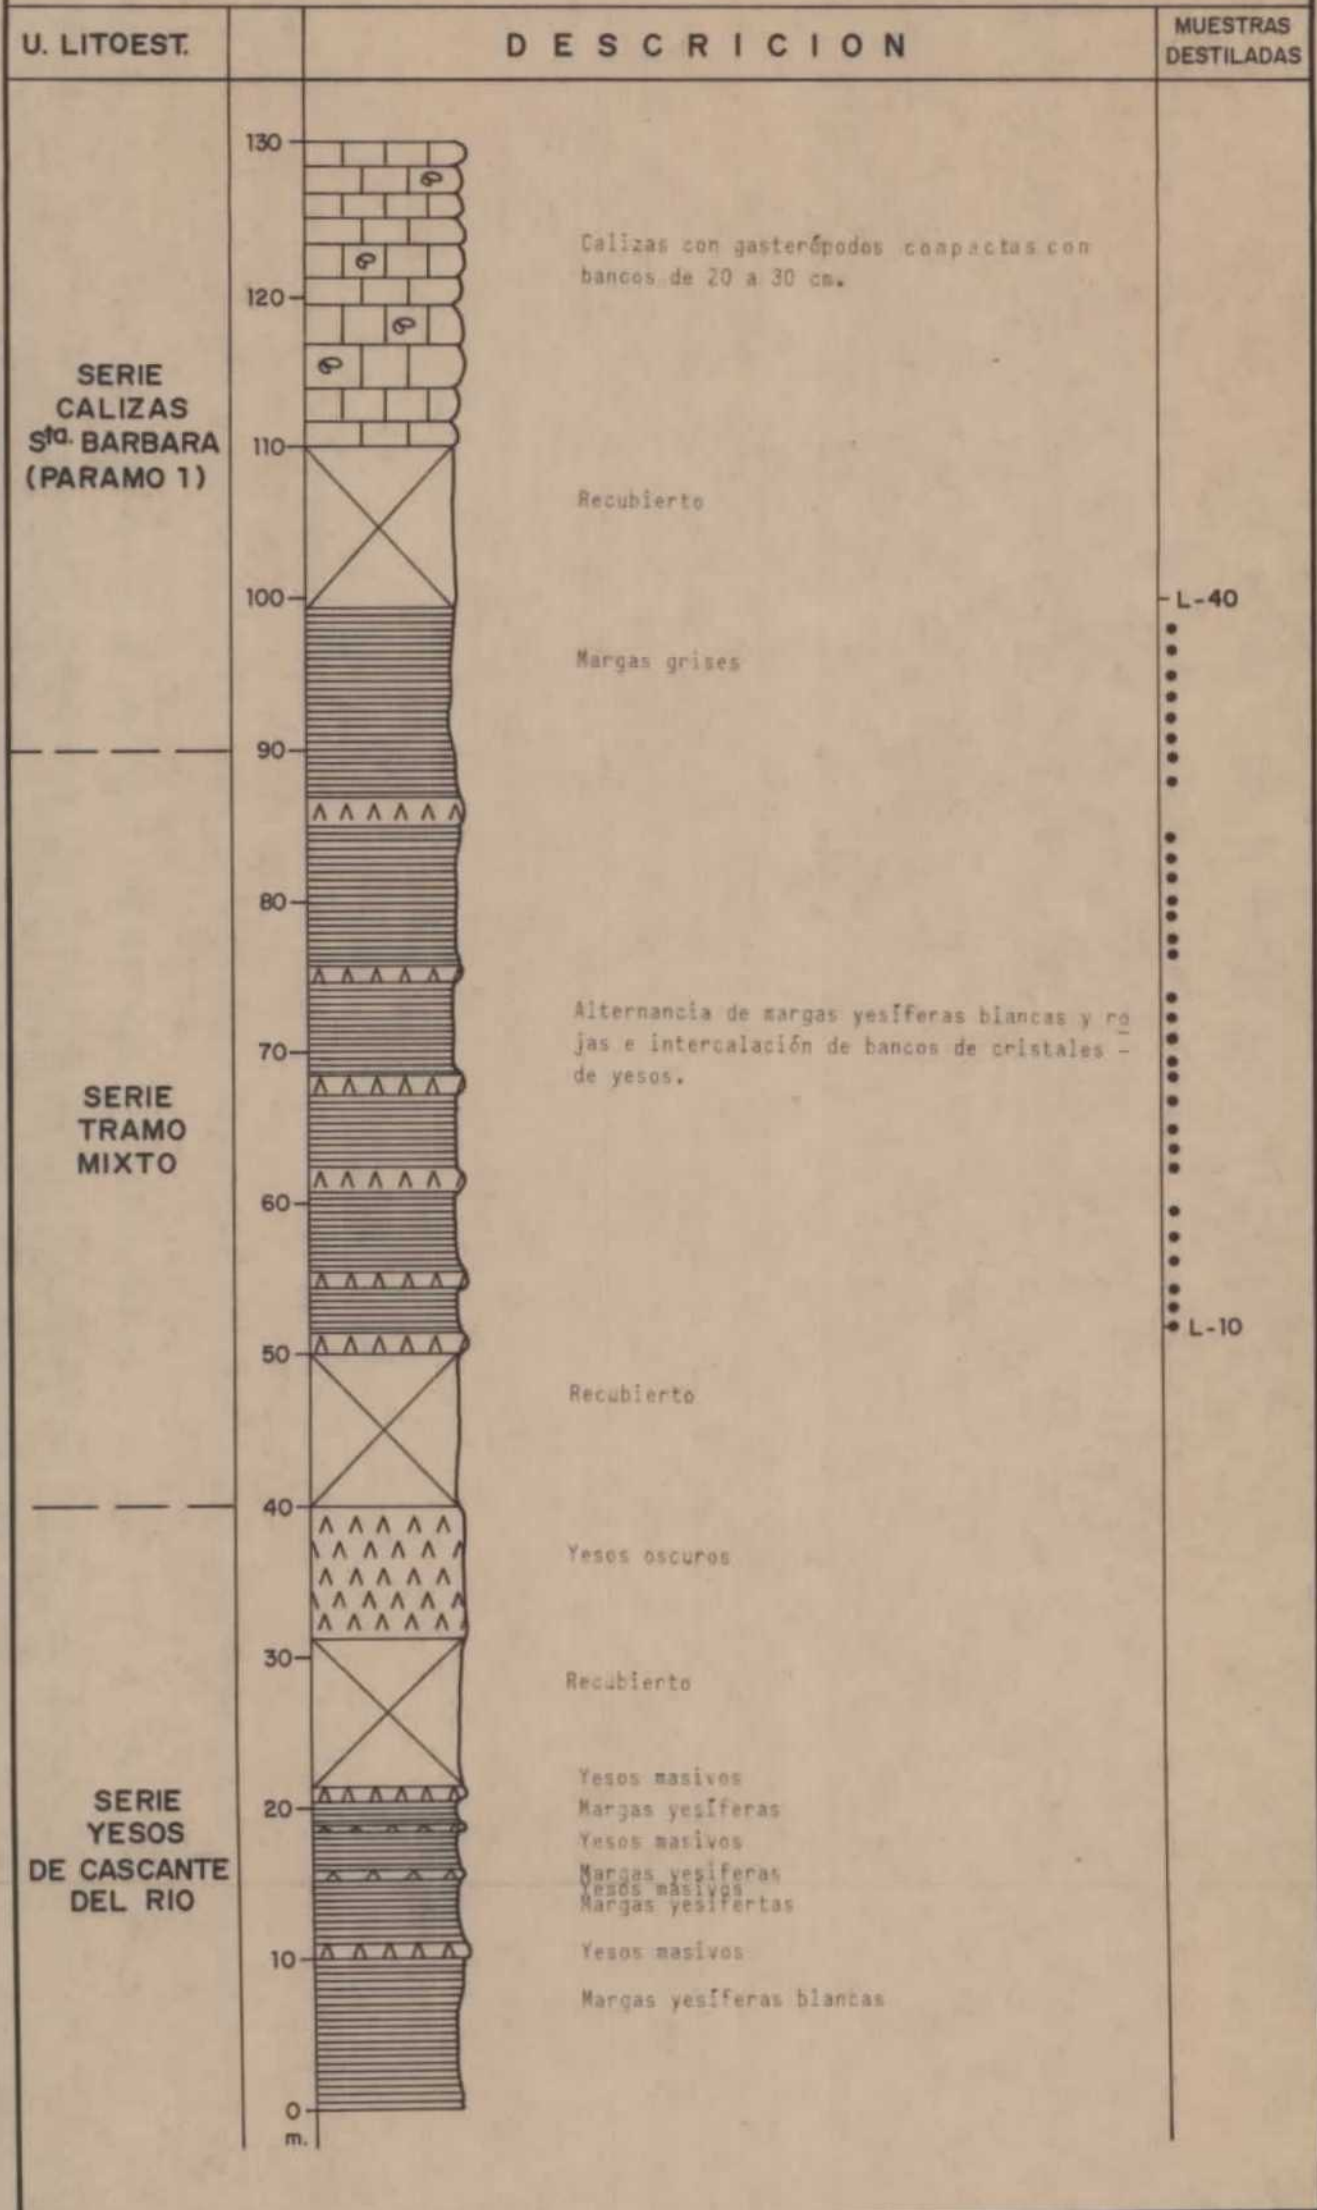 U. LITOEST.
DESCRICION
MUESTRAS
DESTILADAS
130
Calizas con gasterópodos compactas con
bancos de 20 a 30 cm.
120
SERIE
CALIZAS
Sta. BARBARA
(PARAMO 1)
110
Recubierto
100
L-40
Margas grises
90
80
Alternancia de margas yesíferas blancas y ro
jas e intercalación de bancos de cristales -
de yesos.
70
SERIE
TRAMO
MIXTO
60
L-10
50
Recubierto
40
Yesos oscuros
30
Recubierto
Yesos masivos
20
Margas yesíferas
Yesos masivos
SERIE
YESOS
DE CASCANTE
DEL RIO
Margas yesíferas
Yesos masivos
Margas yesifertas
10
Yesos masivos
Margas yesíferas blancas
0
m.